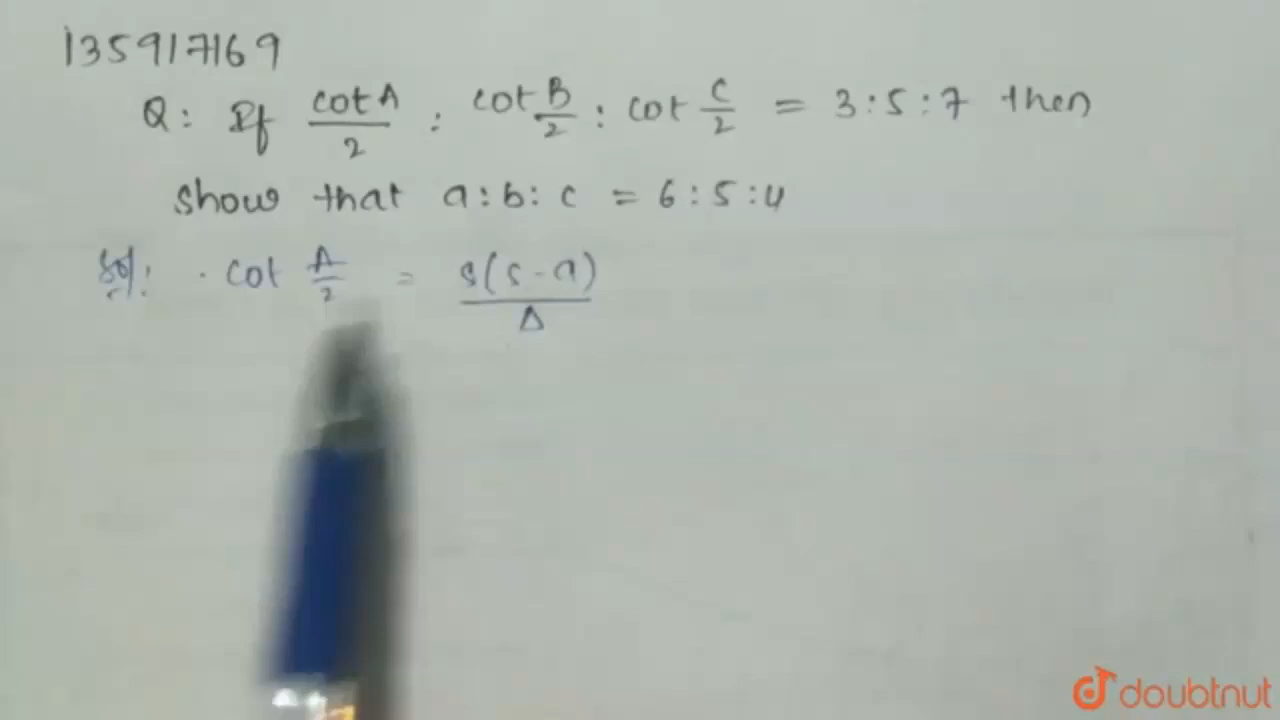 135917169
Q: If cot A/2 : cot B/2 : cot C/2 = 3:5:7 then
show that a:b:c = 6:5:4
Sol: . cot A/2 = s(s-a)/Δ
doubtnut